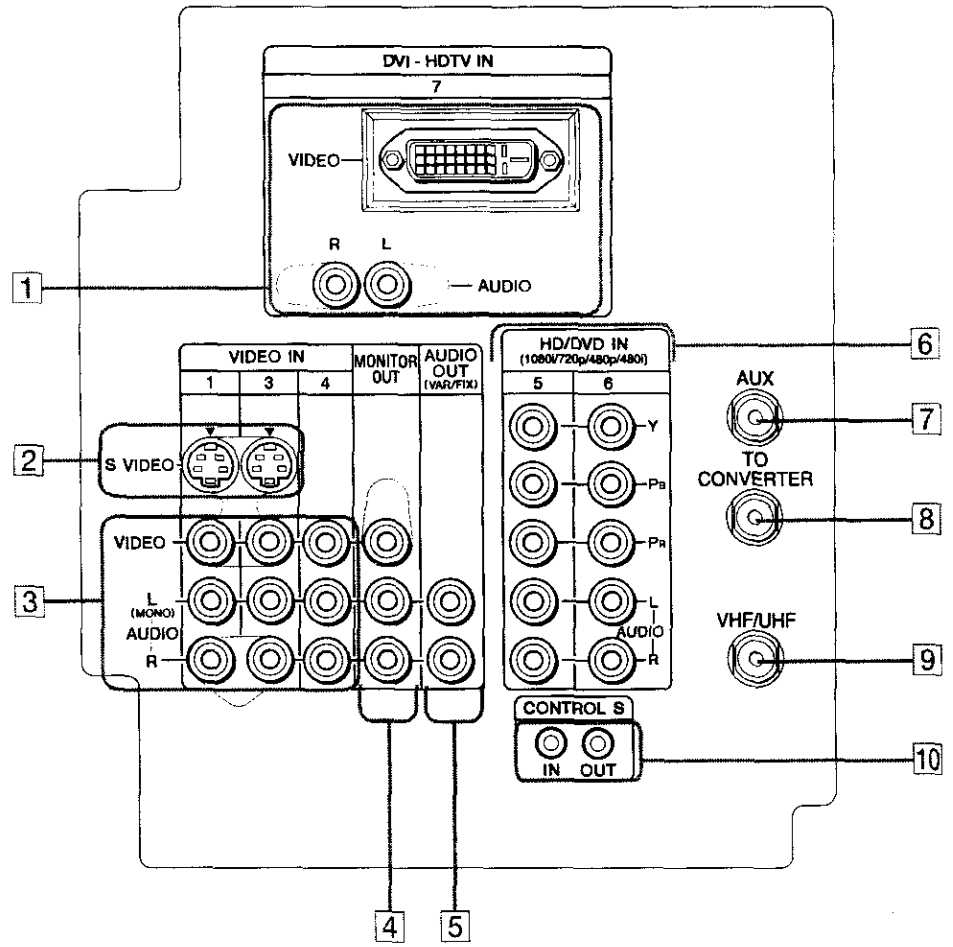 DVI - HDTV IN
7
VIDEO
R L
AUDIO
1
VIDEO IN
1 3 4
MONITOR
OUT
AUDIO
OUT
(VAR/FIX)
HD/DVD IN
(1080i/720p/480p/480i)
5 6
6
AUX
7
2
S VIDEO
Y
TO
CONVERTER
8
PB
VIDEO
PR
3
L
(MONO)
AUDIO
R
L
AUDIO
R
VHF/UHF
9
CONTROL S
IN OUT
10
4 5